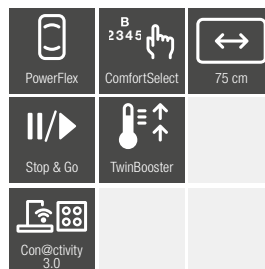 B
2345
PowerFlex
ComfortSelect
75 cm
Stop & Go
TwinBooster
Con@ctivity
3.0